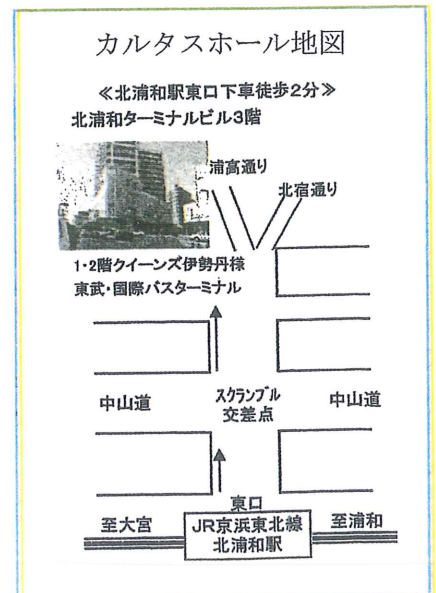 カルタスホール地図
≪北浦和駅東口下車徒歩2分≫
北浦和ターミナルビル3階
浦高通り
北宿通り
1・2階クイーンズ伊勢丹様
東武・国際バスターミナル
中山道
スクランブル
交差点
中山道
東口
至大宮
JR京浜東北線
北浦和駅
至浦和